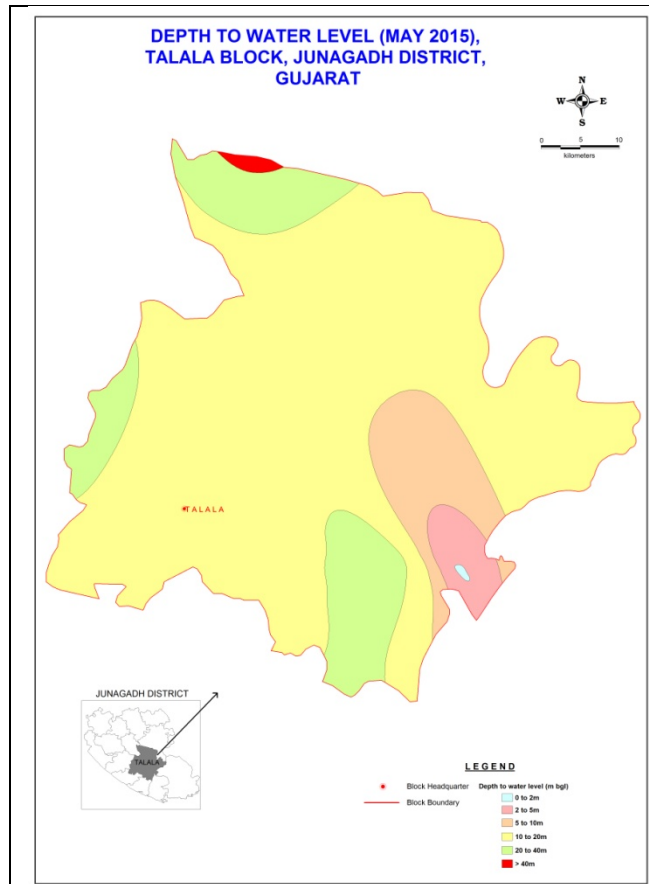 DEPTH TO WATER LEVEL (MAY 2015),
TALALA BLOCK, JUNAGADH DISTRICT,
GUJARAT
N
W E
S
0 5 10
kilometers
TALALA
JUNAGADH DISTRICT
TALALA
LEGEND
Block Headquarter
Block Boundary
Depth to water level (m bgl)
0 to 2m
2 to 5m
5 to 10m
10 to 20m
20 to 40m
> 40m